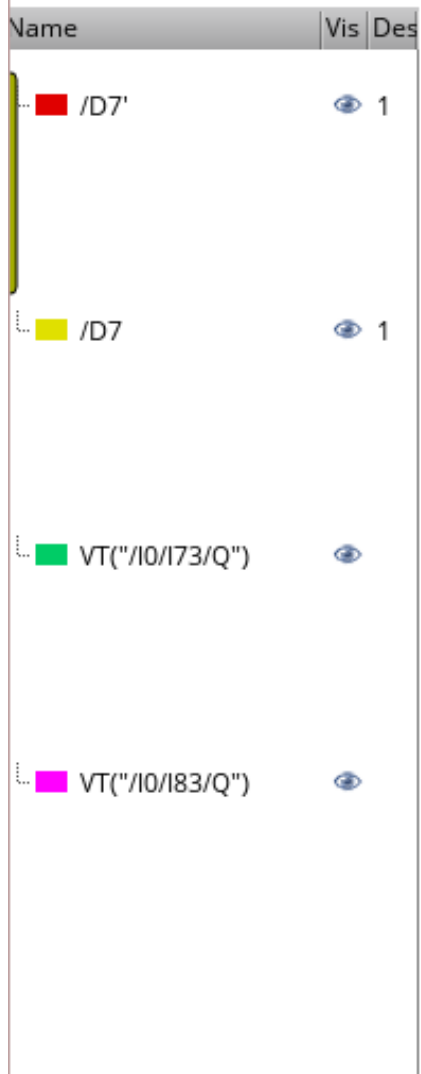 Name Vis Des
/D7' 1
/D7 1
VT("/I0/I73/Q")
VT("/I0/I83/Q")